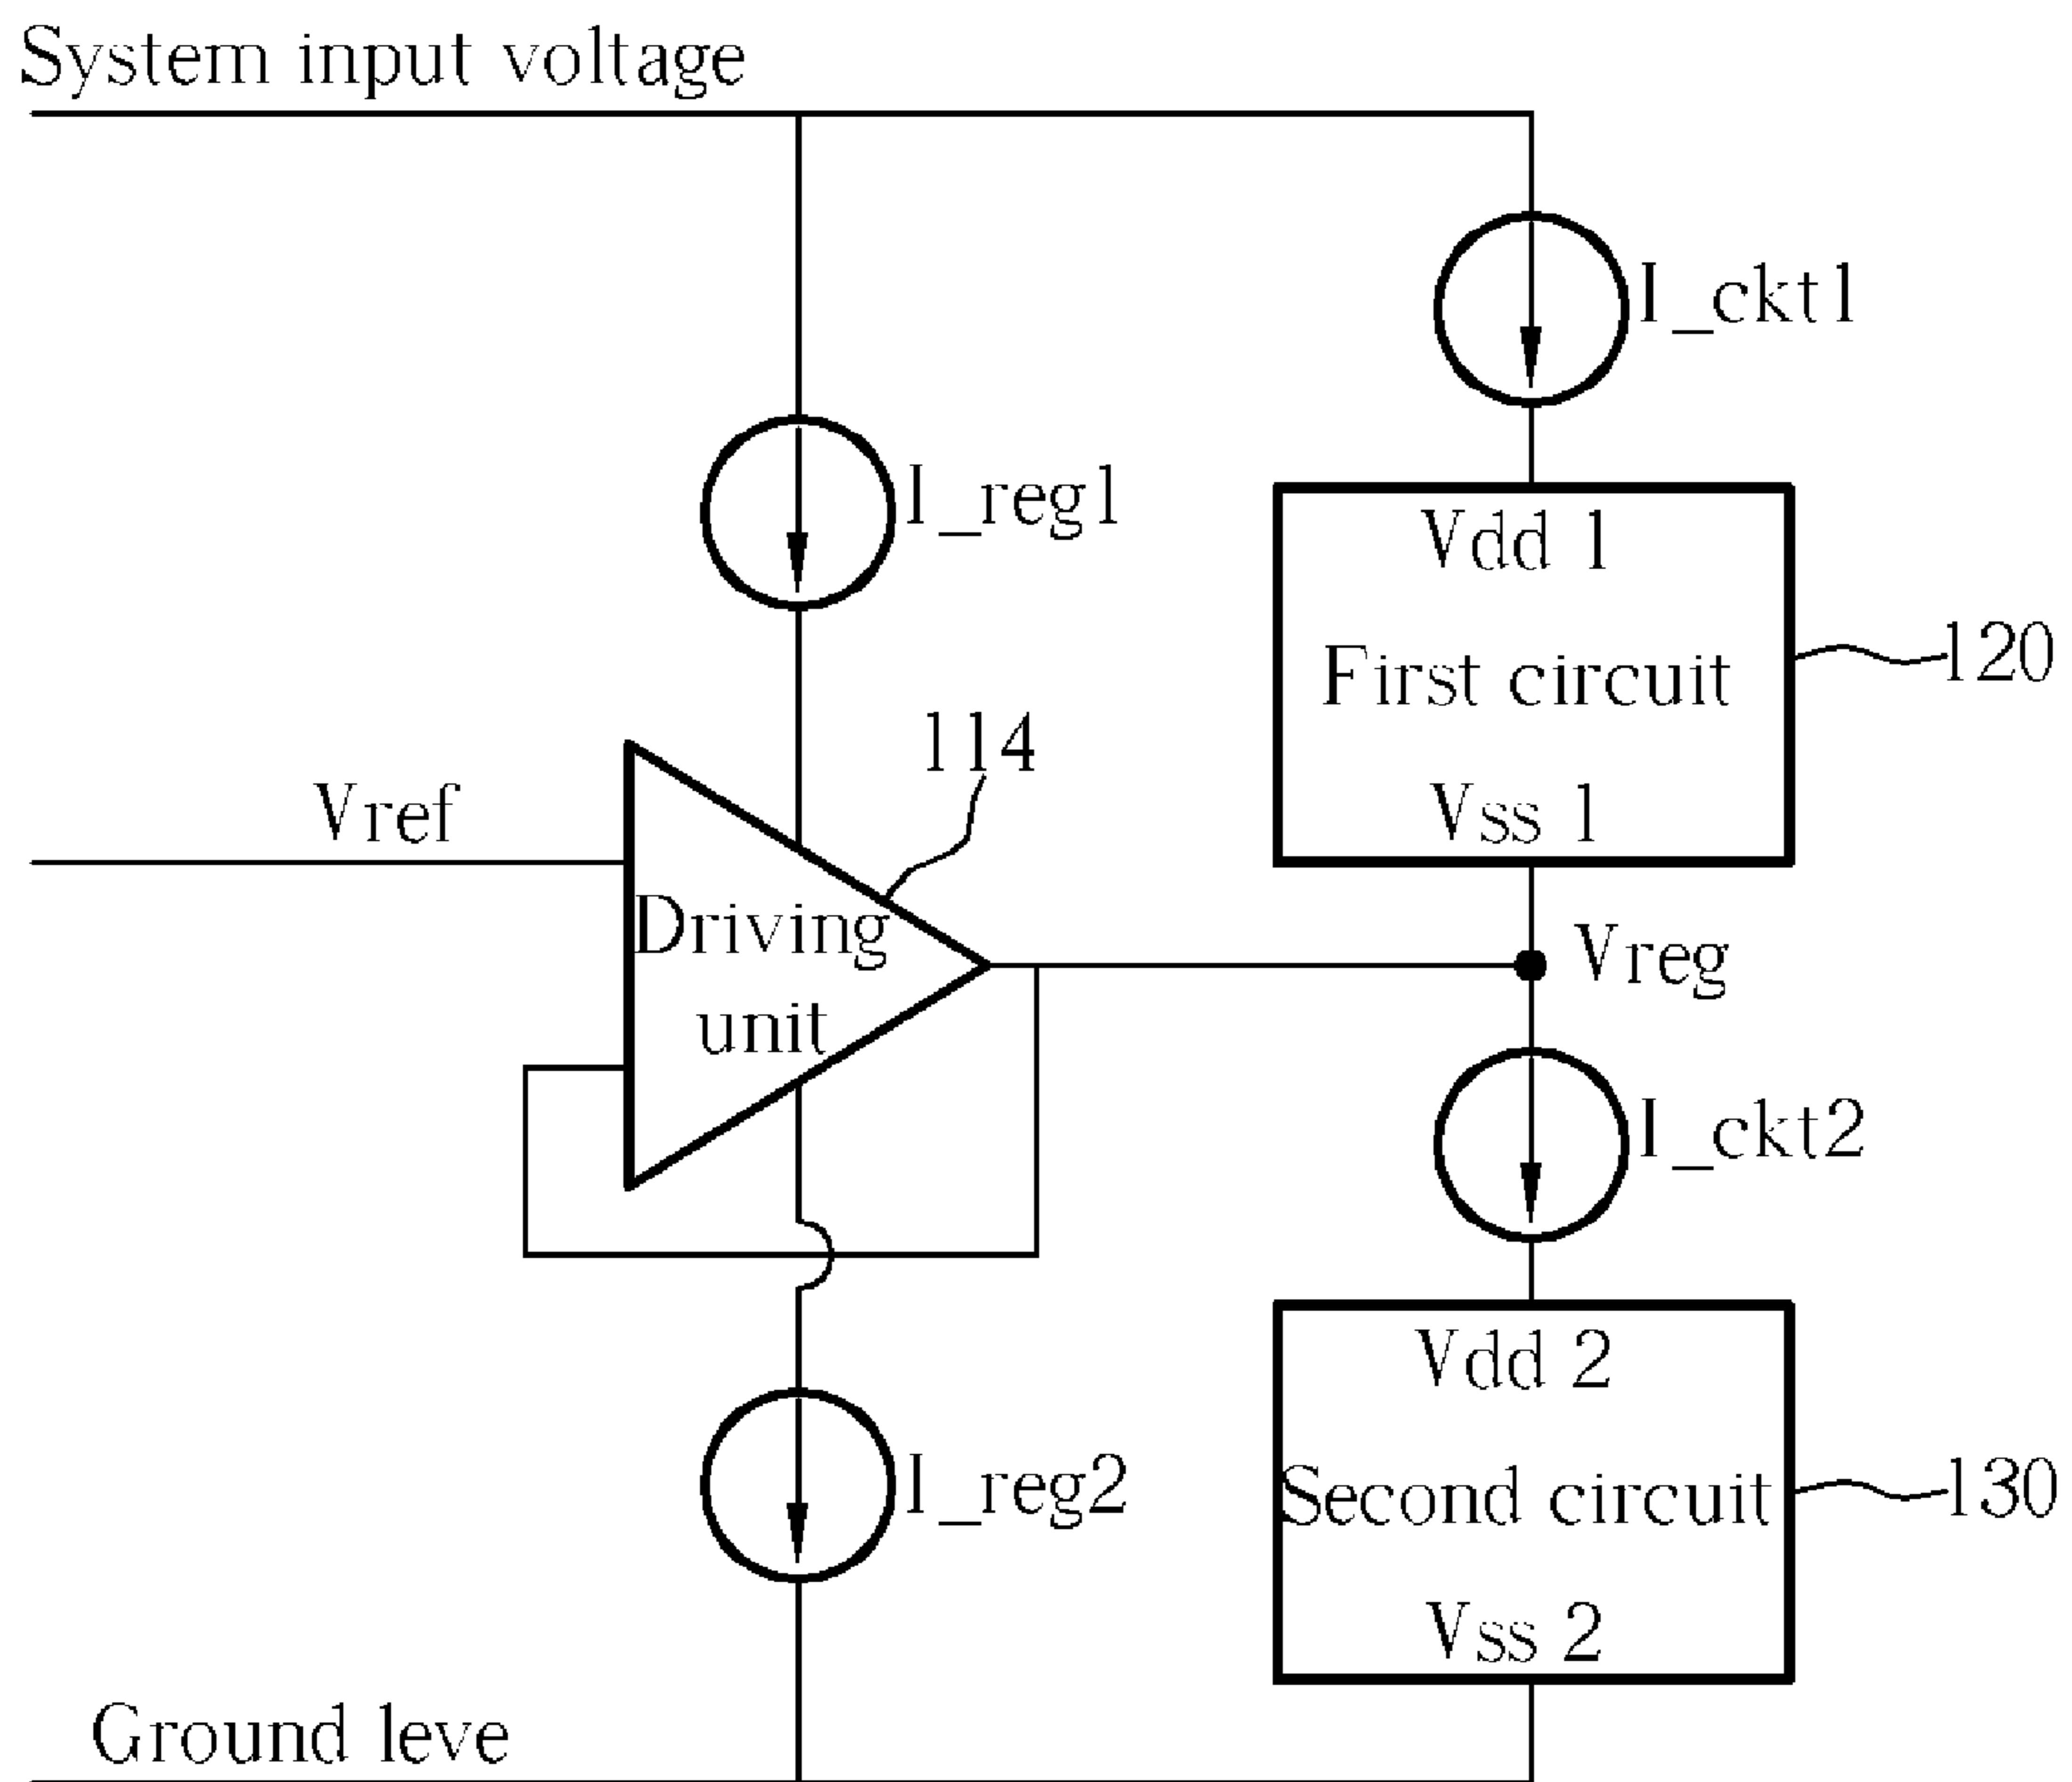 System input voltage
I_ckt1
I_reg1
Vdd 1
First circuit
120
Vss 1
114
Vref
Driving
unit
Vreg
I_ckt2
Vdd 2
I_reg2
Second circuit
130
Vss 2
Ground leve